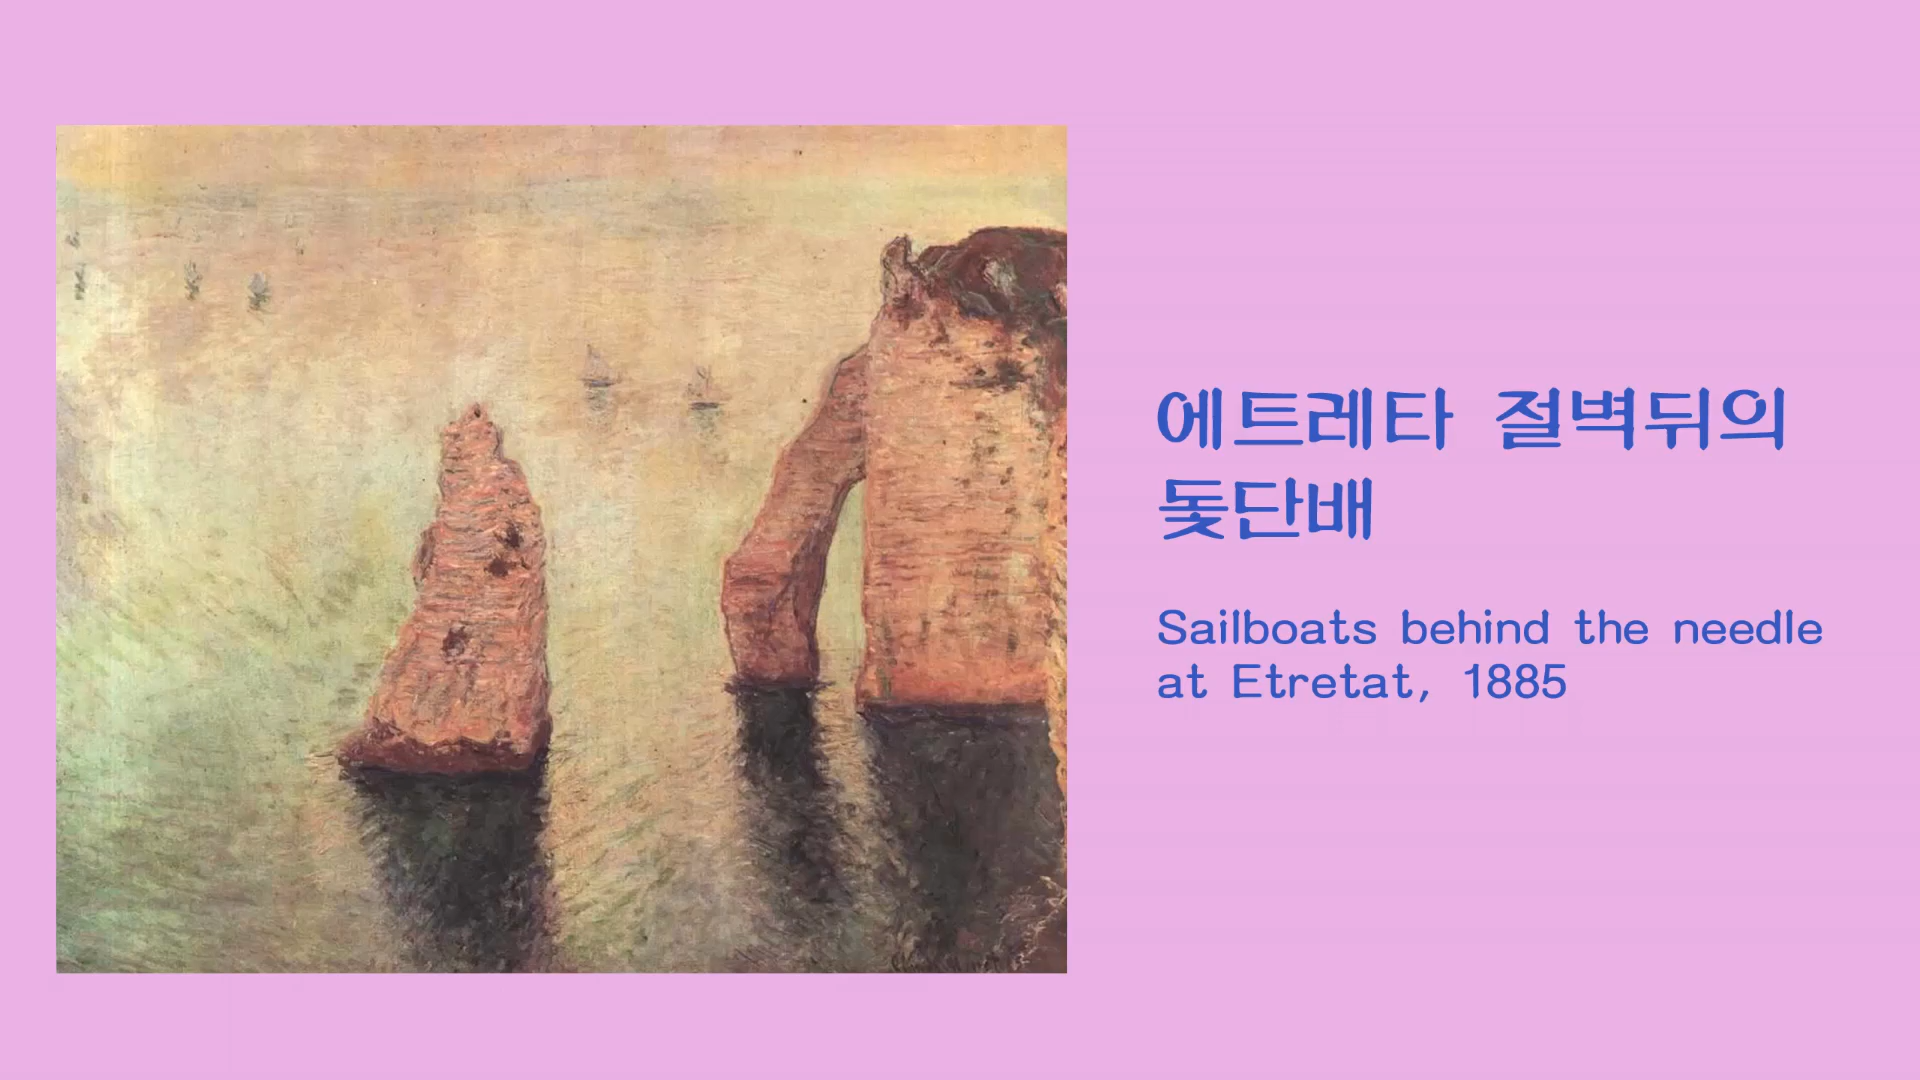 에트레타 절벽뒤의
돛단배
Sailboats behind the needle
at Etretat, 1885